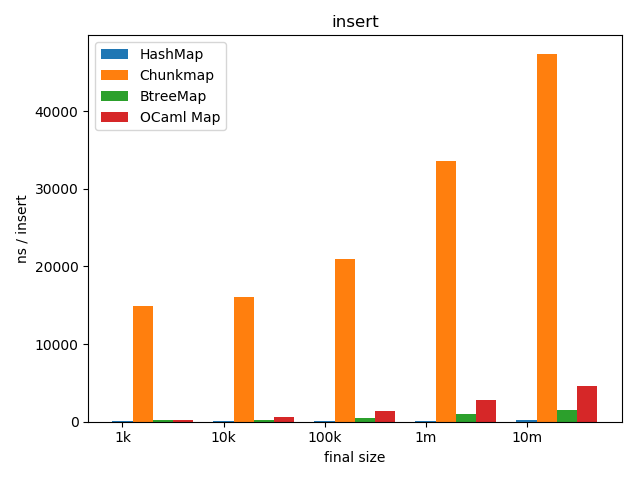 insert
HashMap
Chunkmap
BtreeMap
OCaml Map
ns / insert
40000
30000
20000
10000
0
1k 10k 100k 1m 10m
final size